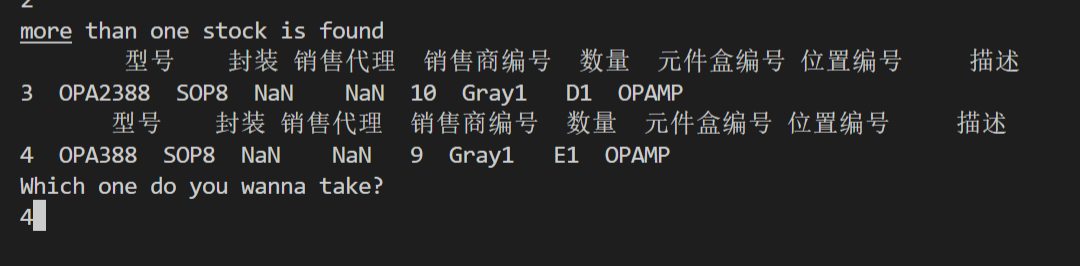 2
more than one stock is found
型号 封装 销售代理 销售商编号 数量 元件盒编号 位置编号 描述
3 OPA2388 SOP8 NaN NaN 10 Gray1 D1 OPAMP
型号 封装 销售代理 销售商编号 数量 元件盒编号 位置编号 描述
4 OPA388 SOP8 NaN NaN 9 Gray1 E1 OPAMP
Which one do you wanna take?
4